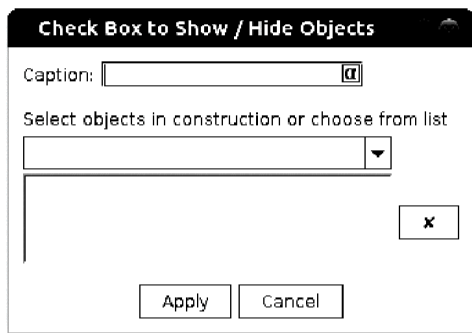 Check Box to Show / Hide Objects
Caption: α
Select objects in construction or choose from list
✘
Apply Cancel